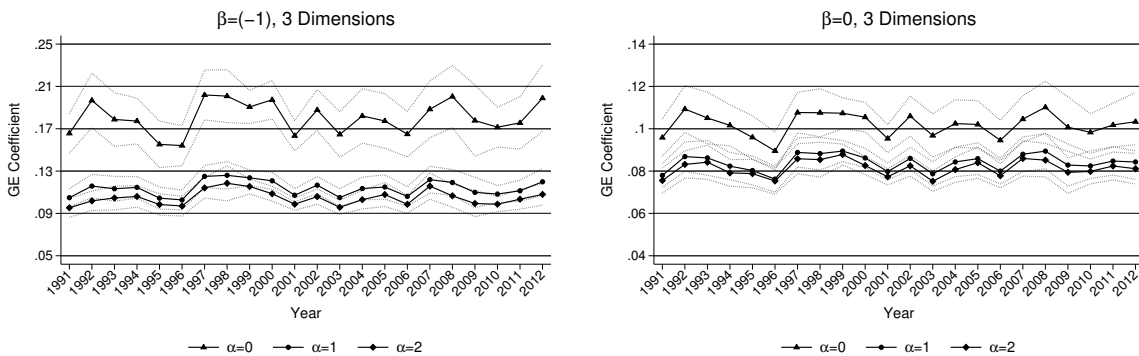 β=(−1), 3 Dimensions
GE Coefficient
.25
.21
.17
.13
.09
.05
1991 1992 1993 1994 1995 1996 1997 1998 1999 2000 2001 2002 2003 2004 2005 2006 2007 2008 2009 2010 2011 2012
Year
α=0 α=1 α=2
β=0, 3 Dimensions
GE Coefficient
.14
.12
.1
.08
.06
.04
1991 1992 1993 1994 1995 1996 1997 1998 1999 2000 2001 2002 2003 2004 2005 2006 2007 2008 2009 2010 2011 2012
Year
α=0 α=1 α=2